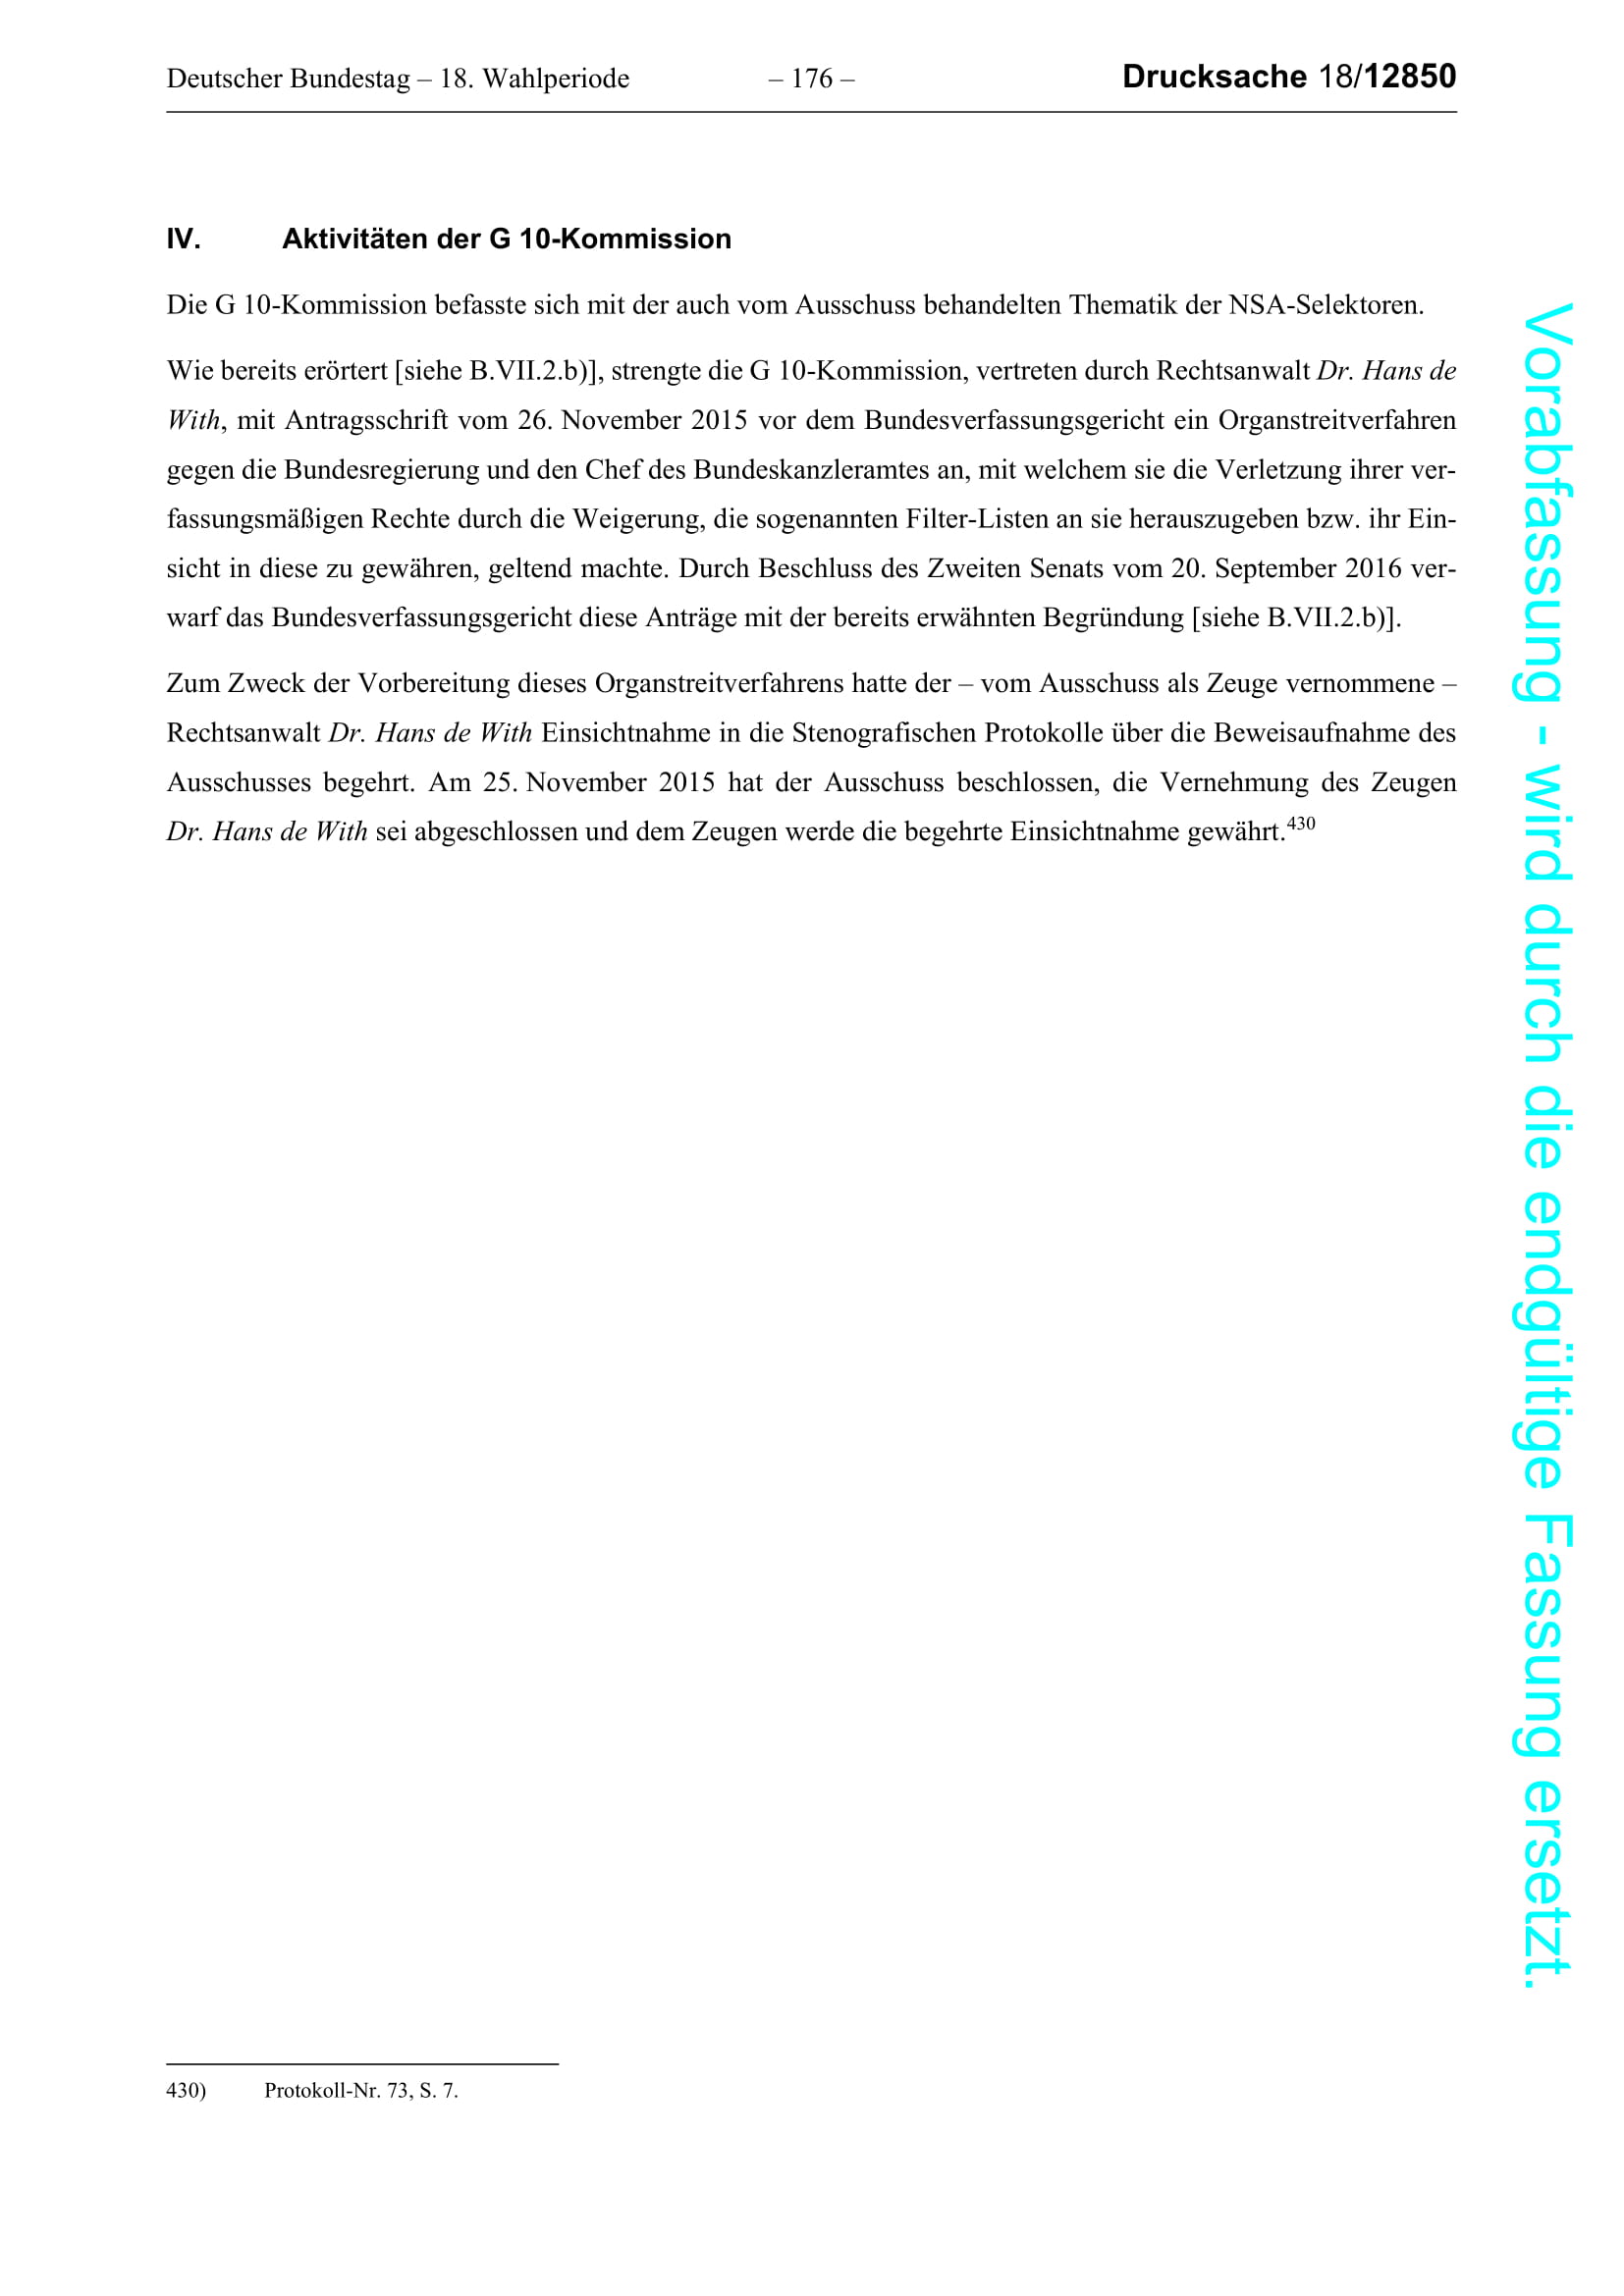 Deutscher Bundestag – 18. Wahlperiode – 176 – Drucksache 18/12850
IV. Aktivitäten der G 10-Kommission
Die G 10-Kommission befasste sich mit der auch vom Ausschuss behandelten Thematik der NSA-Selektoren.
Wie bereits erörtert [siehe B.VII.2.b)], strengte die G 10-Kommission, vertreten durch Rechtsanwalt Dr. Hans de
With, mit Antragsschrift vom 26. November 2015 vor dem Bundesverfassungsgericht ein Organstreitverfahren
gegen die Bundesregierung und den Chef des Bundeskanzleramtes an, mit welchem sie die Verletzung ihrer ver-
fassungsmäßigen Rechte durch die Weigerung, die sogenannten Filter-Listen an sie herauszugeben bzw. ihr Ein-
sicht in diese zu gewähren, geltend machte. Durch Beschluss des Zweiten Senats vom 20. September 2016 ver-
warf das Bundesverfassungsgericht diese Anträge mit der bereits erwähnten Begründung [siehe B.VII.2.b)].
Zum Zweck der Vorbereitung dieses Organstreitverfahrens hatte der – vom Ausschuss als Zeuge vernommene –
Rechtsanwalt Dr. Hans de With Einsichtnahme in die Stenografischen Protokolle über die Beweisaufnahme des
Ausschusses begehrt. Am 25. November 2015 hat der Ausschuss beschlossen, die Vernehmung des Zeugen
Dr. Hans de With sei abgeschlossen und dem Zeugen werde die begehrte Einsichtnahme gewährt.430
430) Protokoll-Nr. 73, S. 7.
Vorabfassung - wird durch die endgültige Fassung ersetzt.